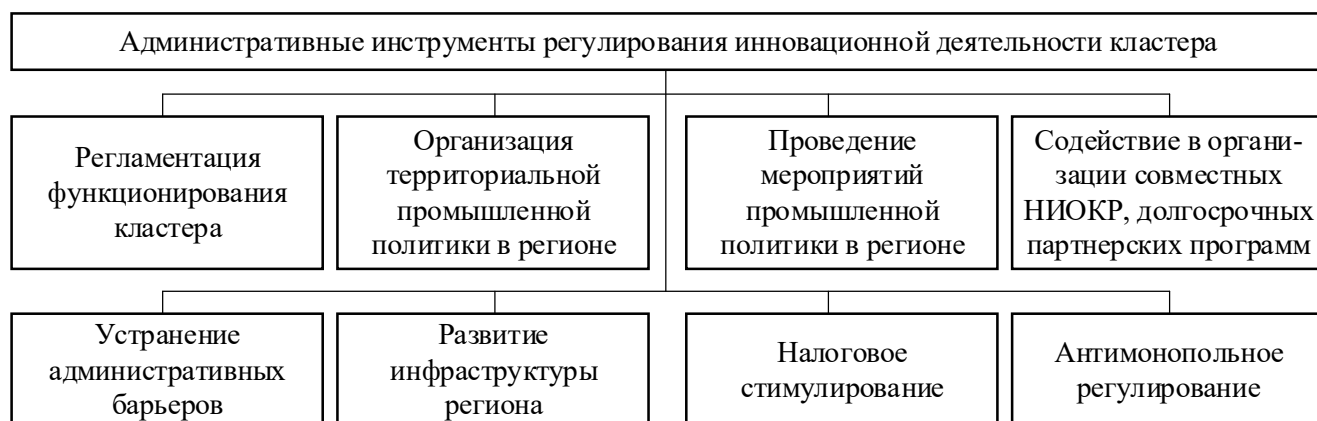 Административные инструменты регулирования инновационной деятельности кластера
Регламентация
функционирования
кластера
Организация
территориальной
промышленной
политики в регионе
Проведение
мероприятий
промышленной
политики в регионе
Содействие в органи-
зации совместных
НИОКР, долгосрочных
партнерских программ
Устранение
административных
барьеров
Развитие
инфраструктуры
региона
Налоговое
стимулирование
Антимонопольное
регулирование